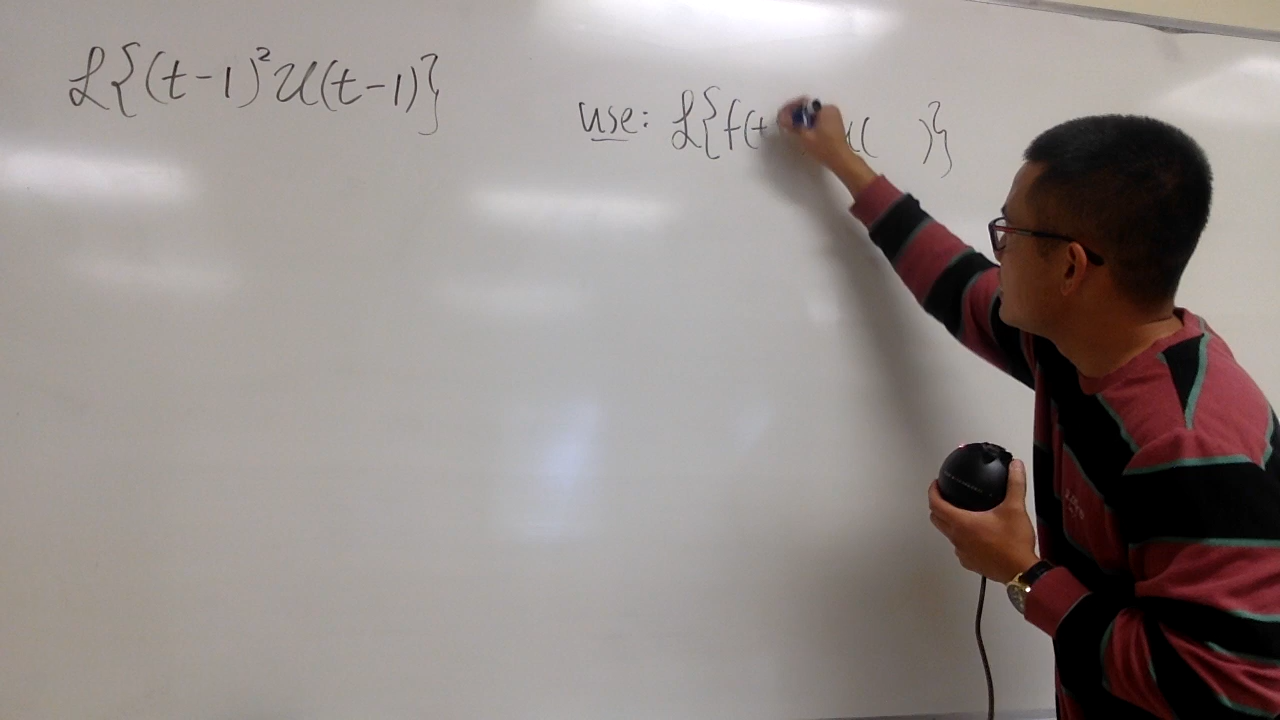 ℒ{(t-1)²𝒰(t-1)}
use: ℒ{f(t u( )}